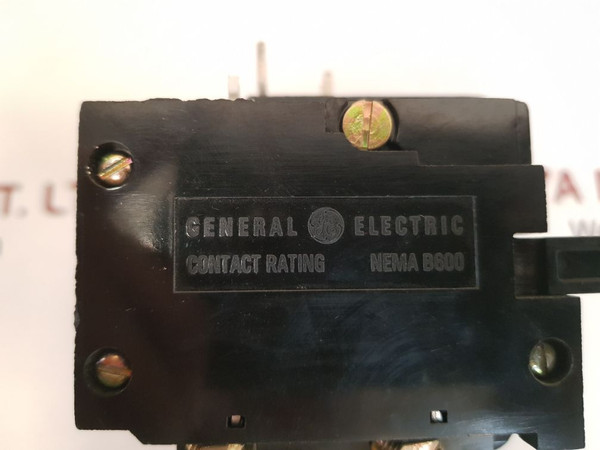 GENERAL ELECTRIC
CONTACT RATING NEMA B600